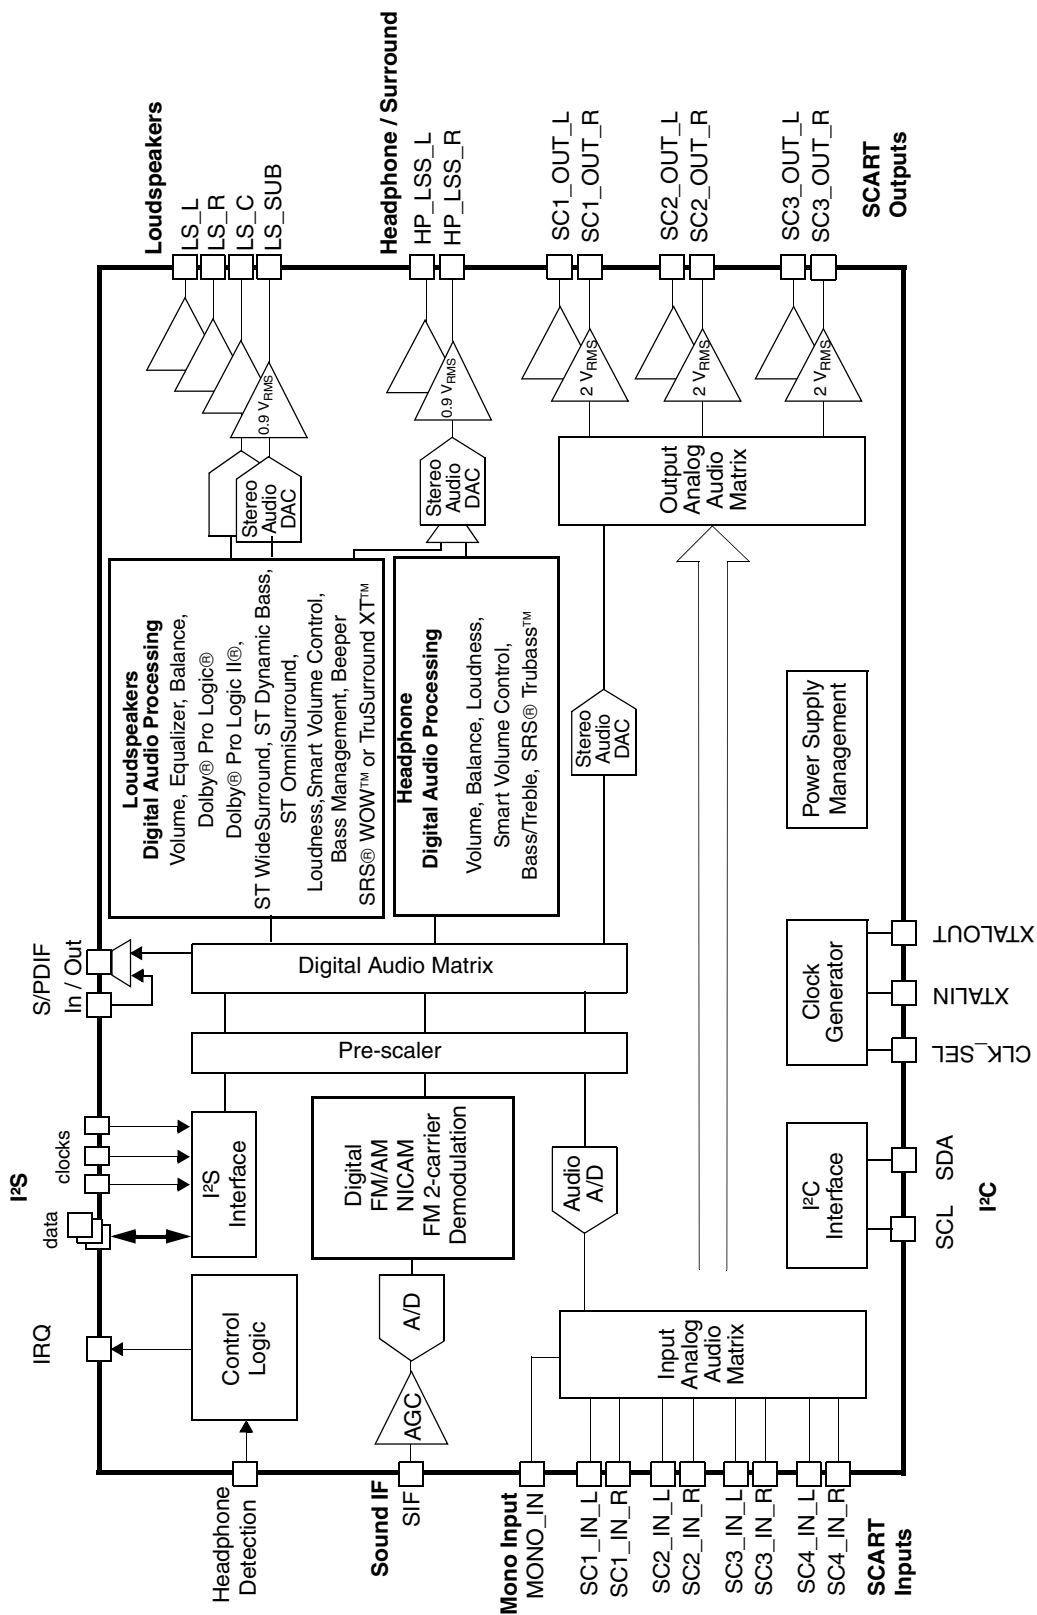 I²S
data
clocks
IRQ
S/PDIF
In / Out
Headphone
Detection
Control
Logic
I²S
Interface
Sound IF
SIF
AGC
A/D
Digital
FM/AM
NICAM
FM 2-carrier
Demodulation
Pre-scaler
Digital Audio Matrix
Loudspeakers
Digital Audio Processing
Volume, Equalizer, Balance,
Dolby® Pro Logic®
Dolby® Pro Logic II®,
ST WideSurround, ST Dynamic Bass,
ST OmniSurround,
Loudness,Smart Volume Control,
Bass Management, Beeper
SRS® WOW™ or TruSurround XT™
Headphone
Digital Audio Processing
Volume, Balance, Loudness,
Smart Volume Control,
Bass/Treble, SRS® Trubass™
Stereo
Audio
DAC
0.9 VRMS
Loudspeakers
LS_L
LS_R
LS_C
LS_SUB
Stereo
Audio
DAC
0.9 VRMS
Headphone / Surround
HP_LSS_L
HP_LSS_R
Mono Input
MONO_IN
SC1_IN_L
SC1_IN_R
SC2_IN_L
SC2_IN_R
SC3_IN_L
SC3_IN_R
SC4_IN_L
SC4_IN_R
SCART
Inputs
Input
Analog
Audio
Matrix
Audio
A/D
Stereo
Audio
DAC
Output
Analog
Audio
Matrix
2 VRMS
2 VRMS
2 VRMS
SC1_OUT_L
SC1_OUT_R
SC2_OUT_L
SC2_OUT_R
SC3_OUT_L
SC3_OUT_R
SCART
Outputs
I²C
Interface
SCL
SDA
I²C
Clock
Generator
CLK_SEL
XTALIN
XTALOUT
Power Supply
Management